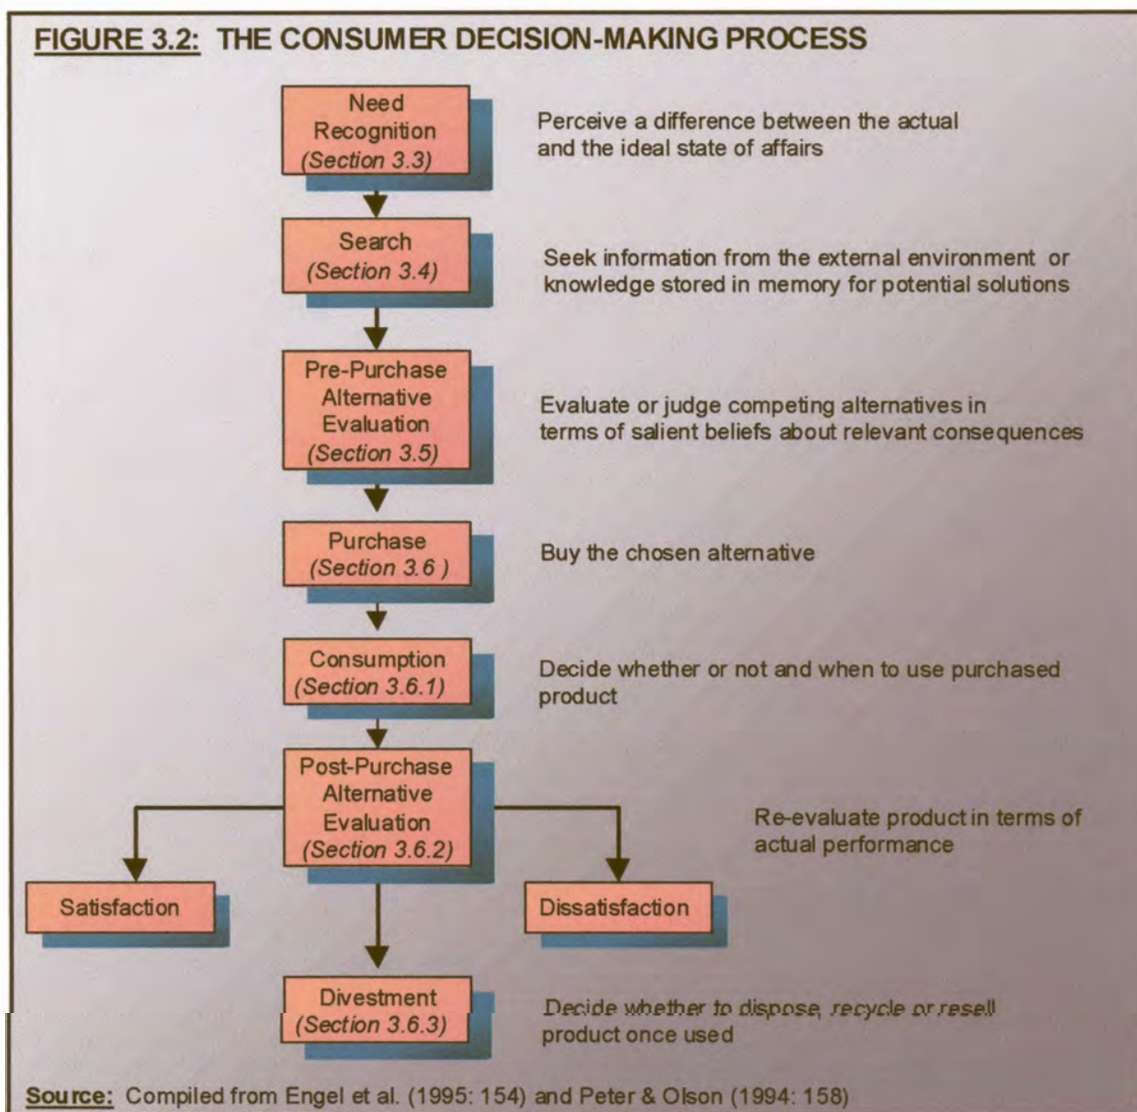 FIGURE 3.2: THE CONSUMER DECISION-MAKING PROCESS
Need
Recognition
(Section 3.3)
Perceive a difference between the actual
and the ideal state of affairs
Search
(Section 3.4)
Seek information from the external environment or
knowledge stored in memory for potential solutions
Pre-Purchase
Alternative
Evaluation
(Section 3.5)
Evaluate or judge competing alternatives in
terms of salient beliefs about relevant consequences
Purchase
(Section 3.6 )
Buy the chosen alternative
Consumption
(Section 3.6.1)
Decide whether or not and when to use purchased
product
Post-Purchase
Alternative
Evaluation
(Section 3.6.2)
Re-evaluate product in terms of
actual performance
Satisfaction
Dissatisfaction
Divestment
(Section 3.6.3)
Decide whether to dispose, recycle or resell
product once used
Source: Compiled from Engel et al. (1995: 154) and Peter & Olson (1994: 158)